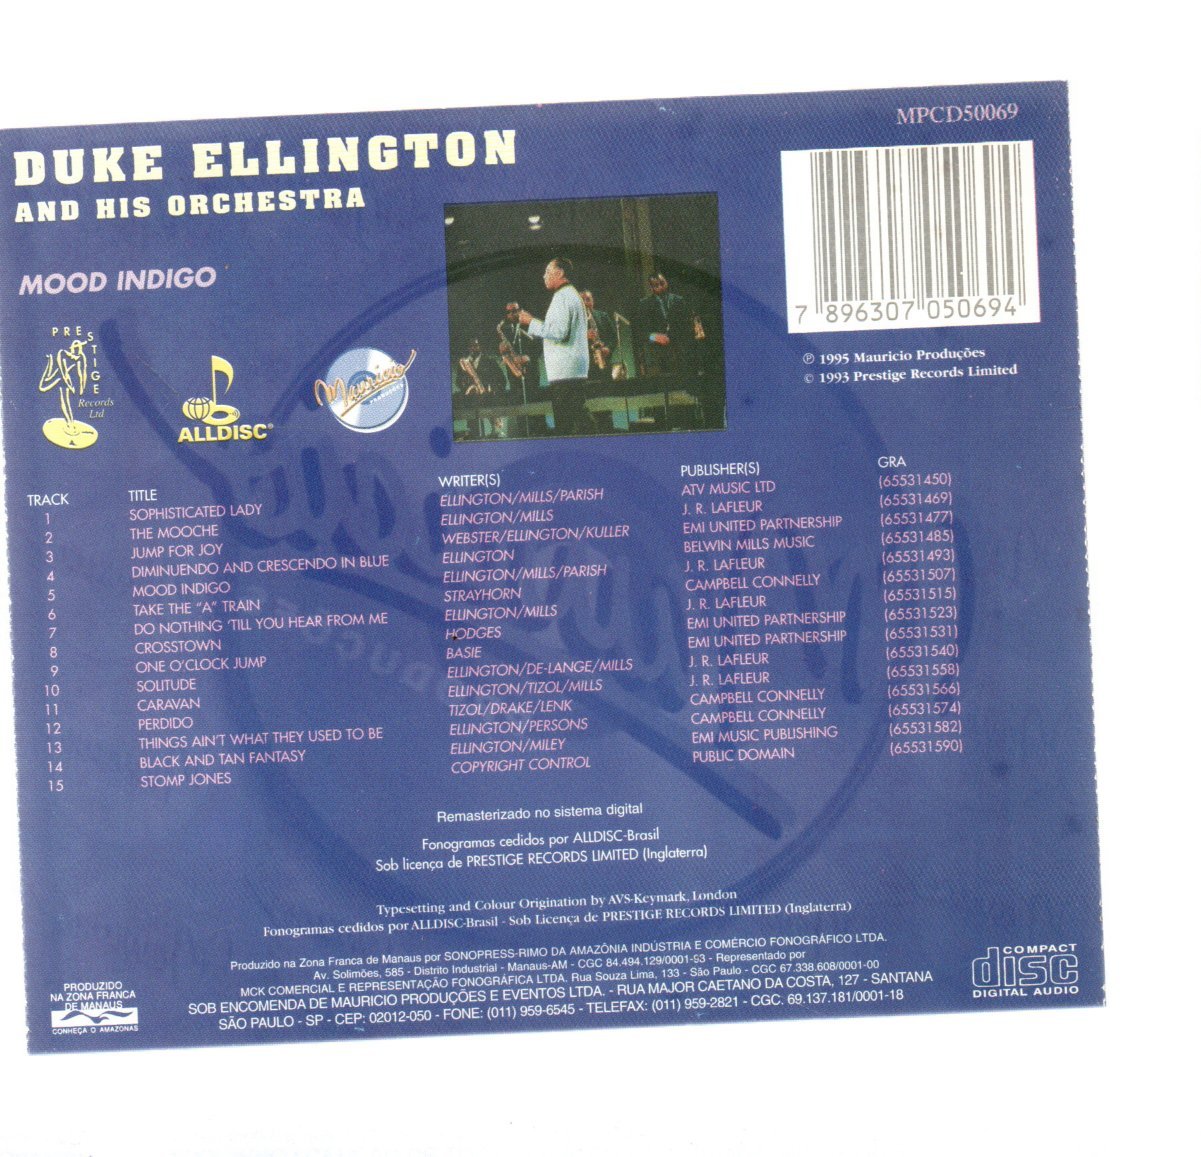 MPCD50069
DUKE ELLINGTON
AND HIS ORCHESTRA
MOOD INDIGO
7 896307 050694
PRESTIGE
Records
Ltd
ALLDISC®
Mauricio
℗ 1995 Mauricio Produções
© 1993 Prestige Records Limited
TRACK TITLE WRITER(S) PUBLISHER(S) GRA
1 SOPHISTICATED LADY ELLINGTON/MILLS/PARISH ATV MUSIC LTD (65531450)
2 THE MOOCHE ELLINGTON/MILLS J. R. LAFLEUR (65531469)
3 JUMP FOR JOY WEBSTER/ELLINGTON/KULLER EMI UNITED PARTNERSHIP (65531477)
4 DIMINUENDO AND CRESCENDO IN BLUE ELLINGTON BELWIN MILLS MUSIC (65531485)
5 MOOD INDIGO ELLINGTON/MILLS/PARISH J. R. LAFLEUR (65531493)
6 TAKE THE “A” TRAIN STRAYHORN CAMPBELL CONNELLY (65531507)
7 DO NOTHING ‘TILL YOU HEAR FROM ME ELLINGTON/MILLS J. R. LAFLEUR (65531515)
8 CROSSTOWN HODGES EMI UNITED PARTNERSHIP (65531523)
9 ONE O’CLOCK JUMP BASIE EMI UNITED PARTNERSHIP (65531531)
10 SOLITUDE ELLINGTON/DE-LANGE/MILLS J. R. LAFLEUR (65531540)
11 CARAVAN ELLINGTON/TIZOL/MILLS J. R. LAFLEUR (65531558)
12 PERDIDO TIZOL/DRAKE/LENK CAMPBELL CONNELLY (65531566)
13 THINGS AIN’T WHAT THEY USED TO BE ELLINGTON/PERSONS CAMPBELL CONNELLY (65531574)
14 BLACK AND TAN FANTASY ELLINGTON/MILEY EMI MUSIC PUBLISHING (65531582)
15 STOMP JONES COPYRIGHT CONTROL PUBLIC DOMAIN (65531590)
Remasterizado no sistema digital
Fonogramas cedidos por ALLDISC-Brasil
Sob licença de PRESTIGE RECORDS LIMITED (Inglaterra)
Typesetting and Colour Origination by AVS-Keymark, London
Fonogramas cedidos por ALLDISC-Brasil - Sob Licença de PRESTIGE RECORDS LIMITED (Inglaterra)
Produzido na Zona Franca de Manaus por SONOPRESS-RIMO DA AMAZÔNIA INDÚSTRIA E COMÉRCIO FONOGRÁFICO LTDA.
Av. Solimões, 585 - Distrito Industrial - Manaus-AM - CGC 84.494.129/0001-93 - Representado por
MCK COMERCIAL E REPRESENTAÇÃO FONOGRÁFICA LTDA. Rua Souza Lima, 133 - São Paulo - CGC 67.338.608/0001-00
SOB ENCOMENDA DE MAURICIO PRODUÇÕES E EVENTOS LTDA. - RUA MAJOR CAETANO DA COSTA, 127 - SANTANA
SÃO PAULO - SP - CEP: 02012-050 - FONE: (011) 959-6545 - TELEFAX: (011) 959-2821 - CGC. 69.137.181/0001-18
PRODUZIDO
NA ZONA FRANCA
DE MANAUS
CONHEÇA O AMAZONAS
COMPACT
disc
DIGITAL AUDIO